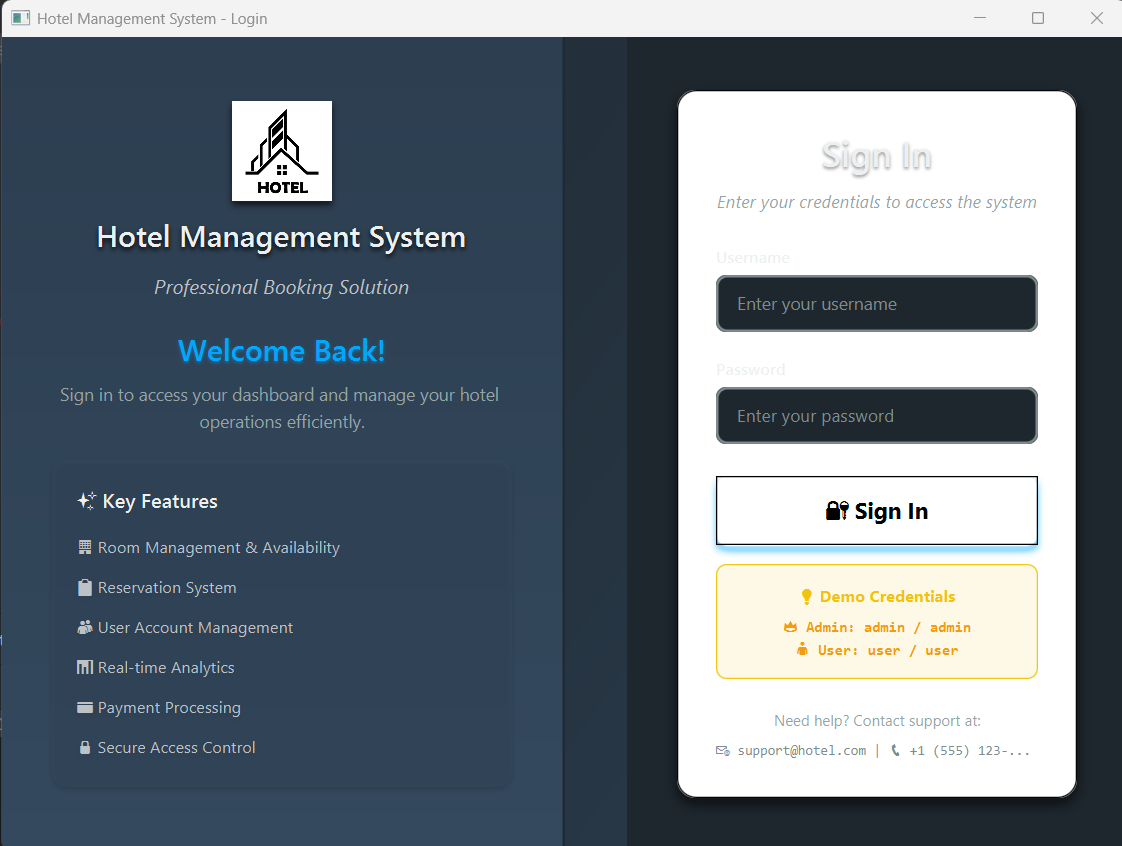 Hotel Management System - Login
HOTEL
Hotel Management System
Professional Booking Solution
Welcome Back!
Sign in to access your dashboard and manage your hotel
operations efficiently.
Key Features
Room Management & Availability
Reservation System
User Account Management
Real-time Analytics
Payment Processing
Secure Access Control
Sign In
Enter your credentials to access the system
Username
Enter your username
Password
Enter your password
Sign In
Demo Credentials
Admin: admin / admin
User: user / user
Need help? Contact support at:
support@hotel.com | +1 (555) 123-...